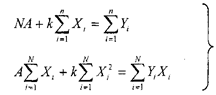 NA + k∑_{i=1}^{n} X_i = ∑_{i=1}^{n} Y_i
A∑_{i=1}^{N} X_i + k∑_{i=1}^{N} X_i^2 = ∑_{i=1}^{N} Y_i X_i